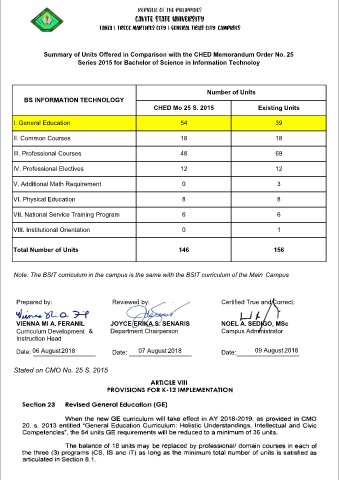 REPUBLIC OF THE PHILIPPINES
CAVITE STATE UNIVERSITY
TANZA | TRECE MARTIRES CITY | GENERAL TRIAS CITY CAMPUSES
Summary of Units Offered in Comparison with the CHED Memorandum Order No. 25
Series 2015 for Bachelor of Science in Information Technoloy
BS INFORMATION TECHNOLOGY
Number of Units
CHED Mo 25 S. 2015 Existing Units
I. General Education 54 39
II. Common Courses 18 18
III. Professional Courses 48 69
IV. Professional Electives 12 12
V. Additional Math Requirement 0 3
VI. Physical Education 8 8
VII. National Service Training Program 6 6
VIII. Institutional Orientation 0 1
Total Number of Units 146 156
Note: The BSIT curriculum in the campus is the same with the BSIT curriculum of the Main Campus
Prepared by: Reviewed by: Certified True and Correct:
VIENNA MI A. FERANIL JOYCE ERIKA S. SENARIS NOEL A. SEDIGO, MSc
Curriculum Development & Department Chairperson Campus Administrator
Instruction Head
Date: 06 August 2018 Date: 07 August 2018 Date: 09 August 2018
Stated on CMO No. 25 S. 2015
ARTICLE VIII
PROVISIONS FOR K-12 IMPLEMENTATION
Section 23 Revised General Education (GE)
When the new GE curriculum will take effect in AY 2018-2019, as provided in CMO
20, s. 2013 entitled "General Education Curriculum: Holistic Understandings, Intellectual and Civic
Competencies", the 54 units GE requirements will be reduced to a minimum of 36 units.
The balance of 18 units may be replaced by professional/ domain courses in each of
the three (3) programs (CS, IS and IT) as long as the minimum total number of units is satisfied as
articulated in Section 8.1.